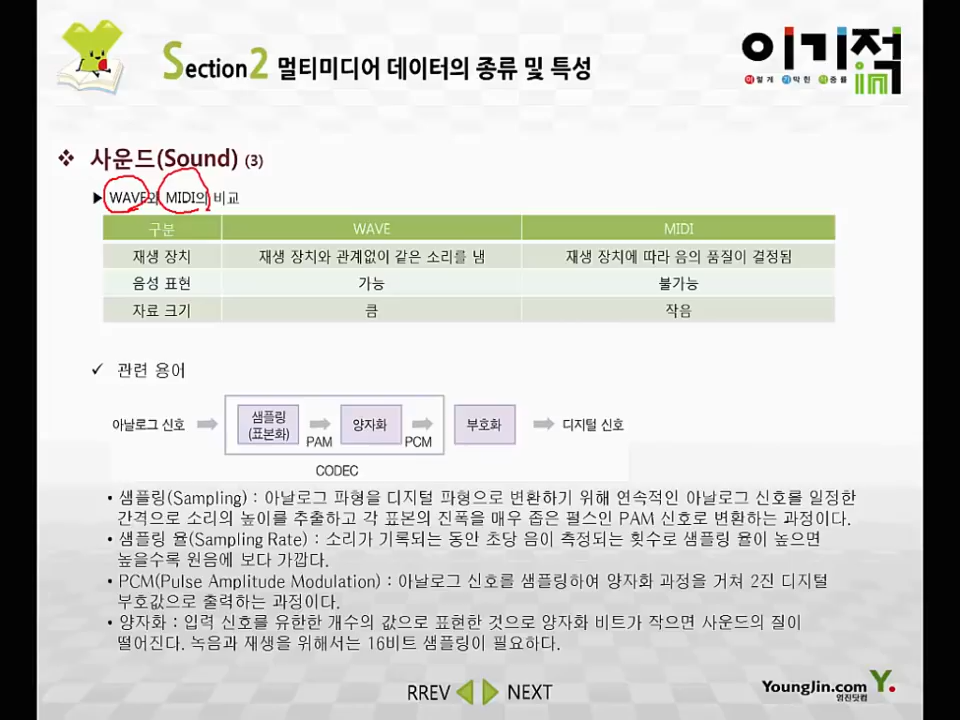 Section2 멀티미디어 데이터의 종류 및 특성
이기적in
이렇게 기막힌 적중률
❖ 사운드(Sound) (3)
▶ WAVE와 MIDI의 비교
구분 WAVE MIDI
재생 장치 재생 장치와 관계없이 같은 소리를 냄 재생 장치에 따라 음의 품질이 결정됨
음성 표현 가능 불가능
자료 크기 큼 작음
✓ 관련 용어
아날로그 신호 샘플링 (표본화) PAM 양자화 PCM 부호화 디지털 신호
CODEC
• 샘플링(Sampling) : 아날로그 파형을 디지털 파형으로 변환하기 위해 연속적인 아날로그 신호를 일정한
간격으로 소리의 높이를 추출하고 각 표본의 진폭을 매우 좁은 펄스인 PAM 신호로 변환하는 과정이다.
• 샘플링 율(Sampling Rate) : 소리가 기록되는 동안 초당 음이 측정되는 횟수로 샘플링 율이 높으면
높을수록 원음에 보다 가깝다.
• PCM(Pulse Amplitude Modulation) : 아날로그 신호를 샘플링하여 양자화 과정을 거쳐 2진 디지털
부호값으로 출력하는 과정이다.
• 양자화 : 입력 신호를 유한한 개수의 값으로 표현한 것으로 양자화 비트가 작으면 사운드의 질이
떨어진다. 녹음과 재생을 위해서는 16비트 샘플링이 필요하다.
RREV NEXT
YoungJin.com Y.
영진닷컴